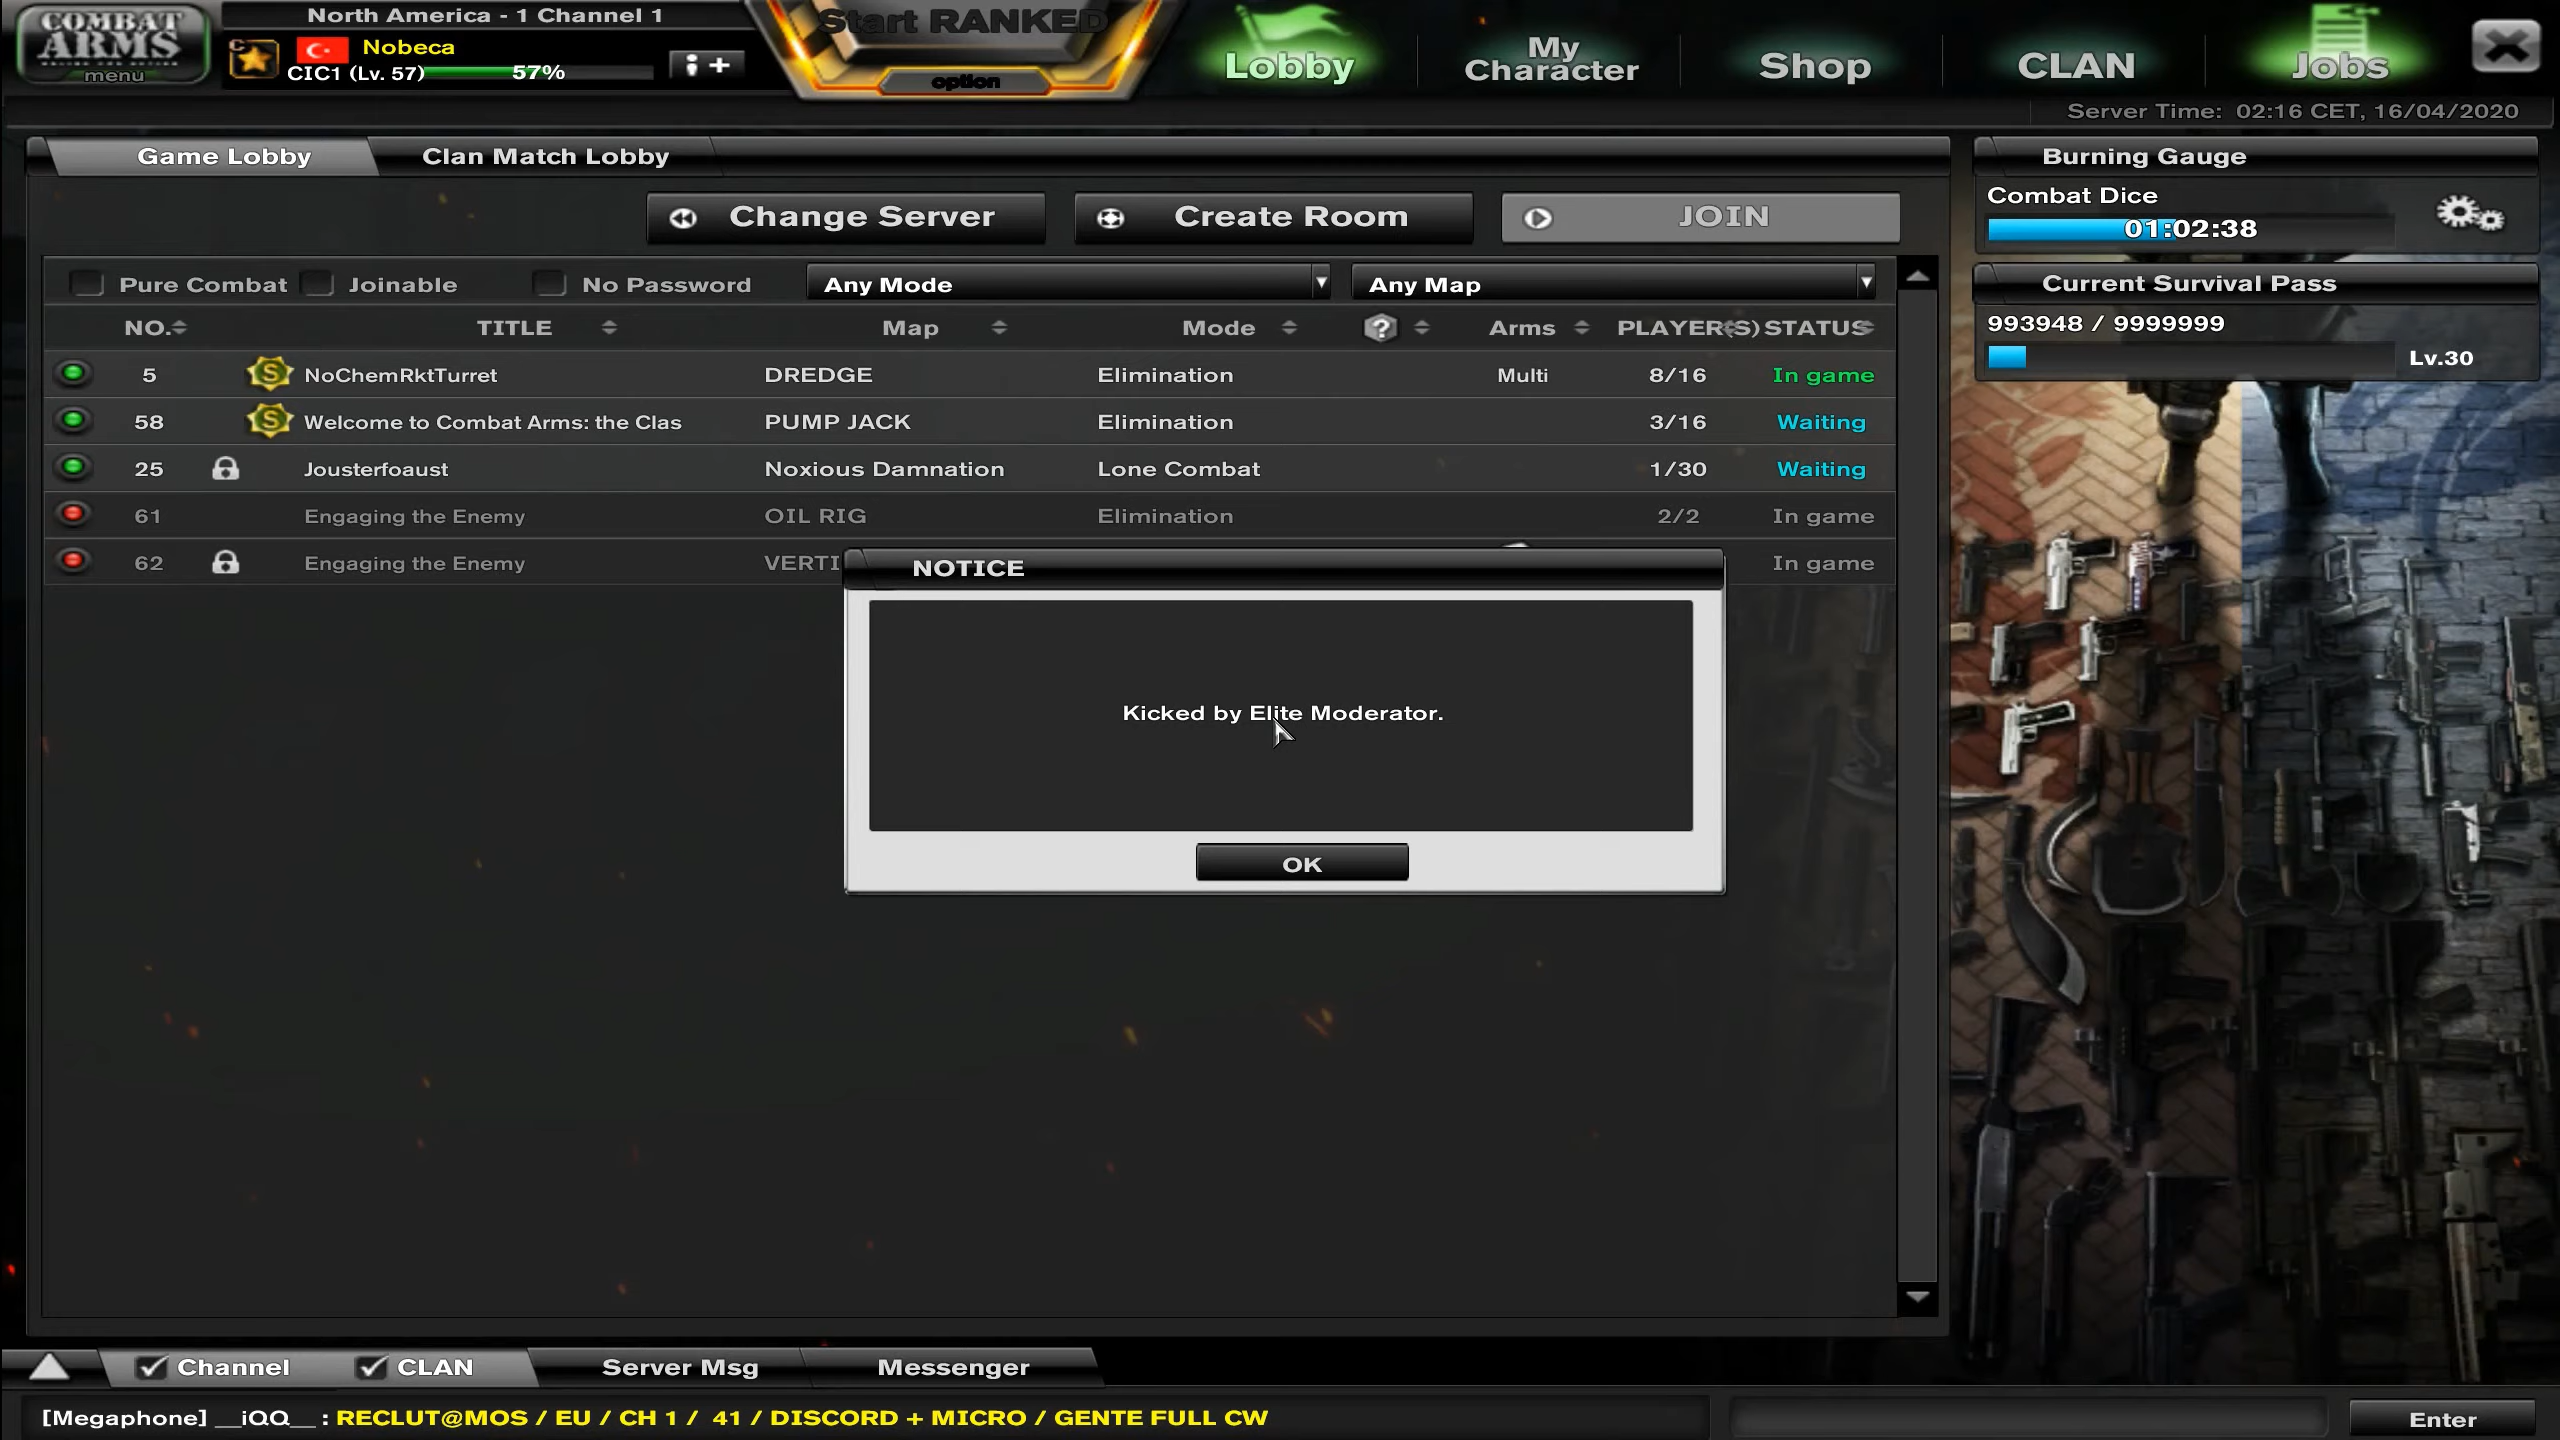 COMBAT
ARMS
menu
North America - 1 Channel 1
Nobeca
CIC1 (Lv. 57)
57%
Start RANKED
option
Lobby
My
Character
Shop
CLAN
Jobs
Server Time: 02:16 CET, 16/04/2020
Game Lobby
Clan Match Lobby
Change Server
Create Room
JOIN
Pure Combat
Joinable
No Password
Any Mode
Any Map
NO. TITLE Map Mode ? Arms PLAYER(S) STATUS
5 S NoChemRktTurret DREDGE Elimination Multi 8/16 In game
58 S Welcome to Combat Arms: the Clas PUMP JACK Elimination 3/16 Waiting
25 Jousterfoaust Noxious Damnation Lone Combat 1/30 Waiting
61 Engaging the Enemy OIL RIG Elimination 2/2 In game
62 Engaging the Enemy VERTI In game
NOTICE
Kicked by Elite Moderator.
OK
Burning Gauge
Combat Dice
01:02:38
Current Survival Pass
993948 / 9999999
Lv.30
Channel
CLAN
Server Msg
Messenger
[Megaphone] __iQQ__ : RECLUT@MOS / EU / CH 1 / 41 / DISCORD + MICRO / GENTE FULL CW
Enter